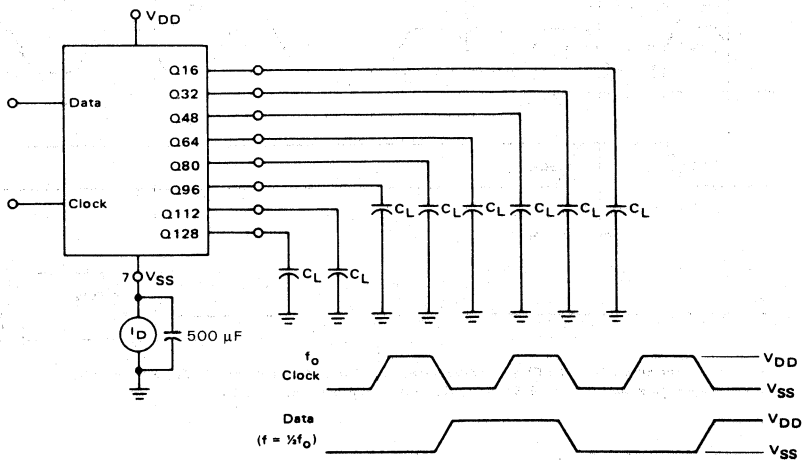 VDD
Data
Clock
Q16
Q32
Q48
Q64
Q80
Q96
Q112
Q128
CL
CL
CL
CL
CL
CL
CL
CL
7 VSS
ID
500 µF
fo
Clock
VDD
VSS
Data
(f = ½fo)
VDD
VSS